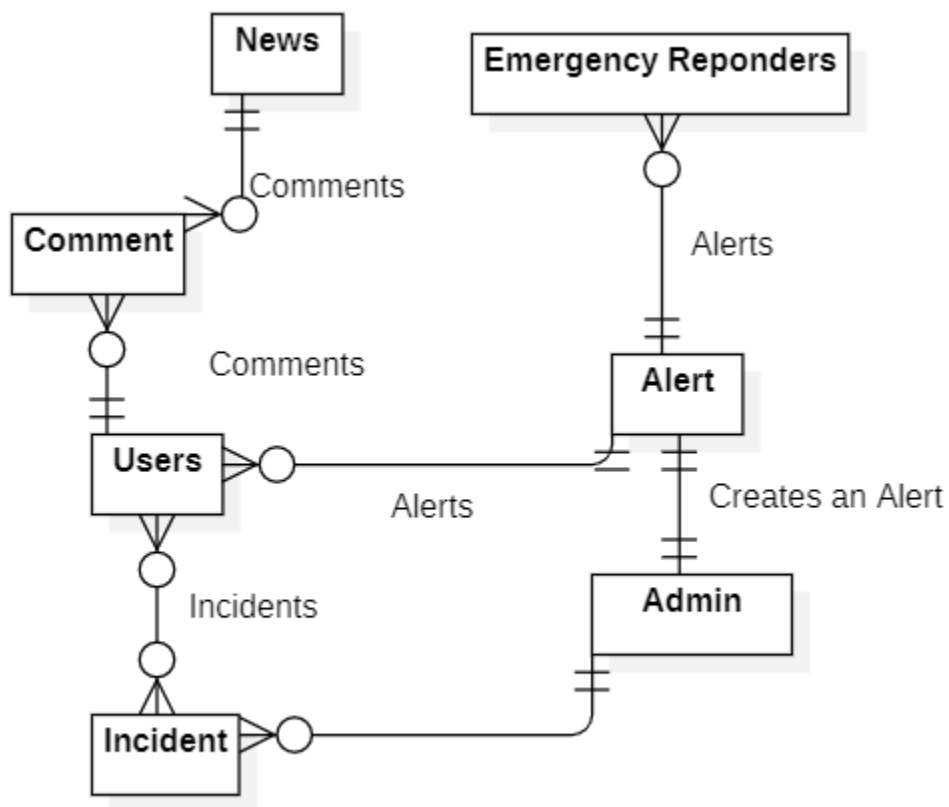 News
Emergency Reponders
Comments
Comment
Alerts
Comments
Alert
Users
Alerts
Creates an Alert
Incidents
Admin
Incident